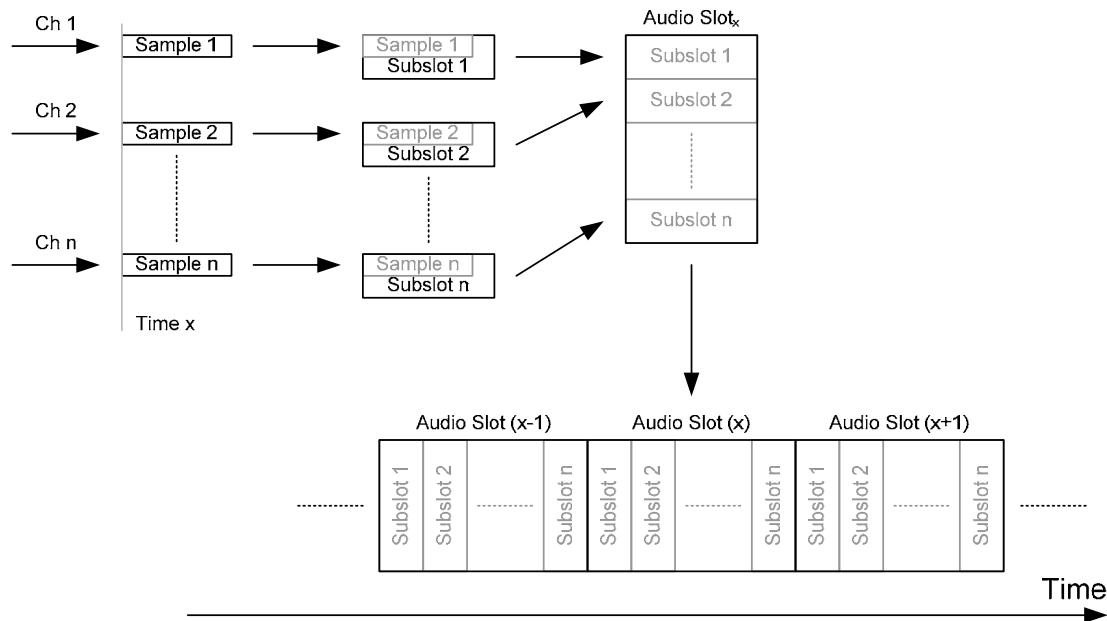 Ch 1
Sample 1
Sample 1
Subslot 1
Audio Slotx
Subslot 1
Subslot 2
Subslot n
Ch 2
Sample 2
Sample 2
Subslot 2
Ch n
Sample n
Sample n
Subslot n
Time x
Audio Slot (x-1)
Audio Slot (x)
Audio Slot (x+1)
Subslot 1
Subslot 2
Subslot n
Subslot 1
Subslot 2
Subslot n
Subslot 1
Subslot 2
Subslot n
Time